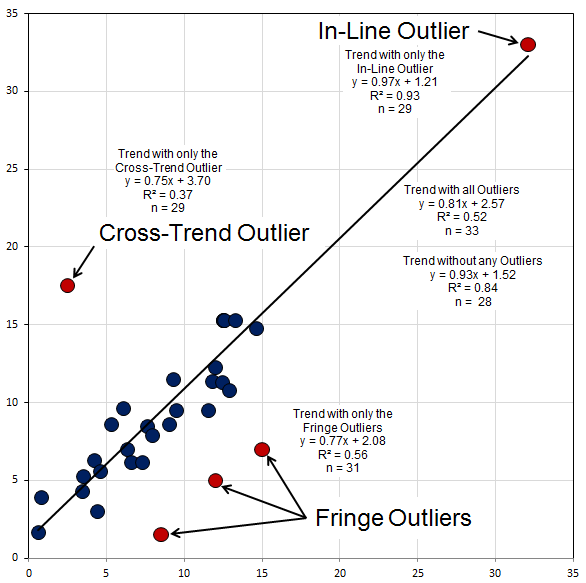 35
30
25
20
15
10
5
0
In-Line Outlier
Trend with only the
In-Line Outlier
y = 0.97x + 1.21
R² = 0.93
n = 29
Trend with only the
Cross-Trend Outlier
y = 0.75x + 3.70
R² = 0.37
n = 29
Cross-Trend Outlier
Trend with all Outliers
y = 0.81x + 2.57
R² = 0.52
n = 33
Trend without any Outliers
y = 0.93x + 1.52
R² = 0.84
n = 28
Trend with only the
Fringe Outliers
y = 0.77x + 2.08
R² = 0.56
n = 31
Fringe Outliers
0 5 10 15 20 25 30 35